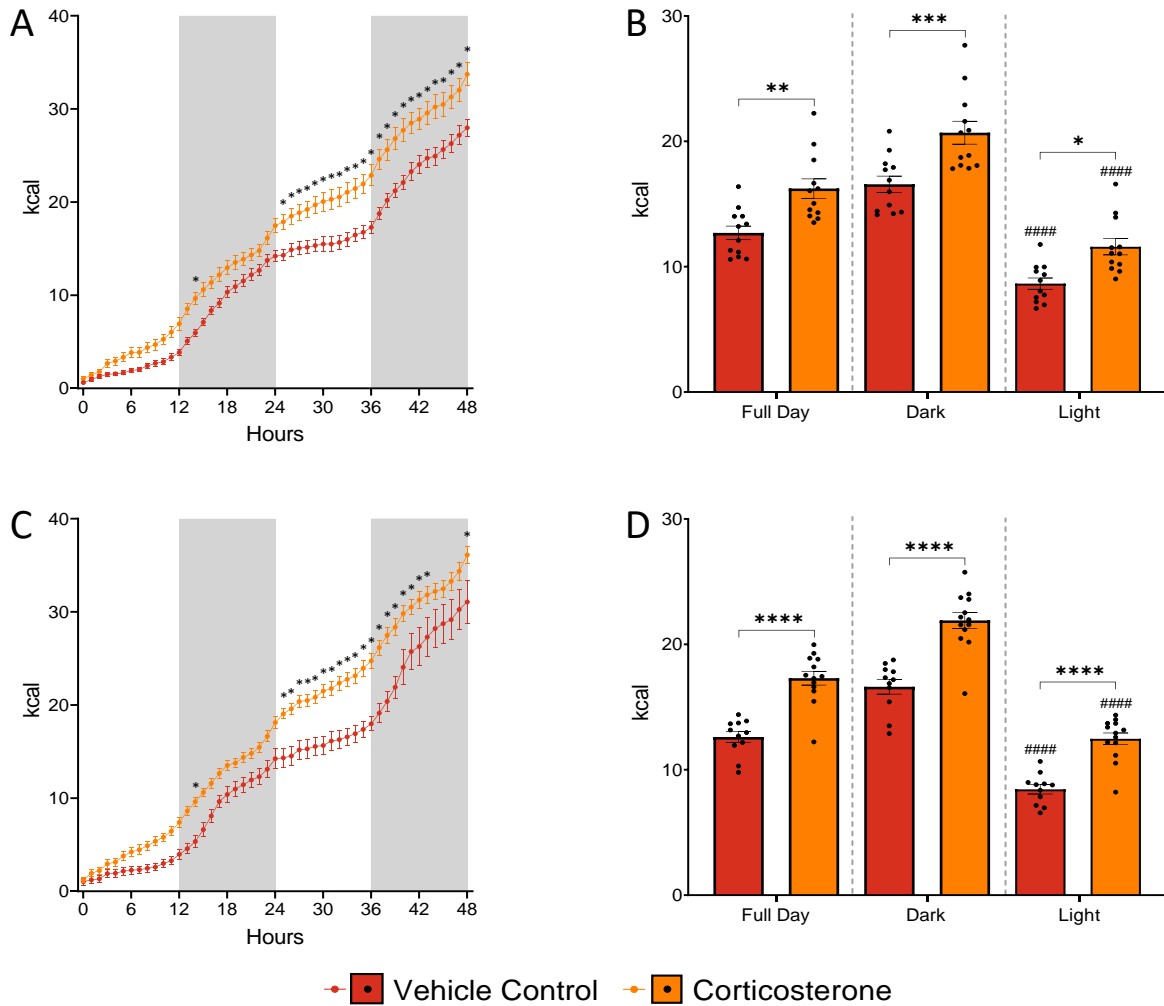 A
40
30
20
10
0
kcal
*
* * * * * * * * * * * * * * * * * * * * * * * *
0 6 12 18 24 30 36 42 48
Hours
B
30
20
10
0
kcal
**
***
*
####
####
Full Day Dark Light
C
40
30
20
10
0
kcal
*
* * * * * * * * * * * * * * * * * * * *
0 6 12 18 24 30 36 42 48
Hours
D
30
20
10
0
kcal
****
****
****
####
####
Full Day Dark Light
Vehicle Control Corticosterone